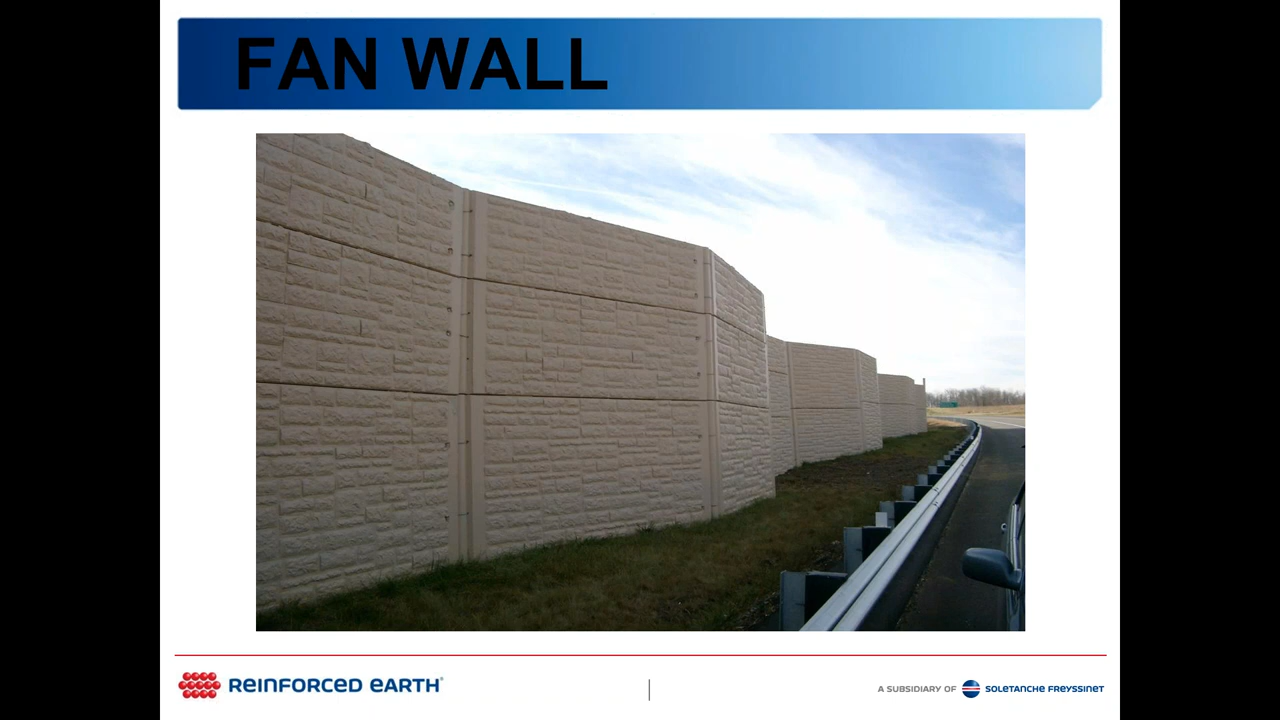 FAN WALL
REINFORCED EARTH®
A SUBSIDIARY OF SOLETANCHE FREYSSINET